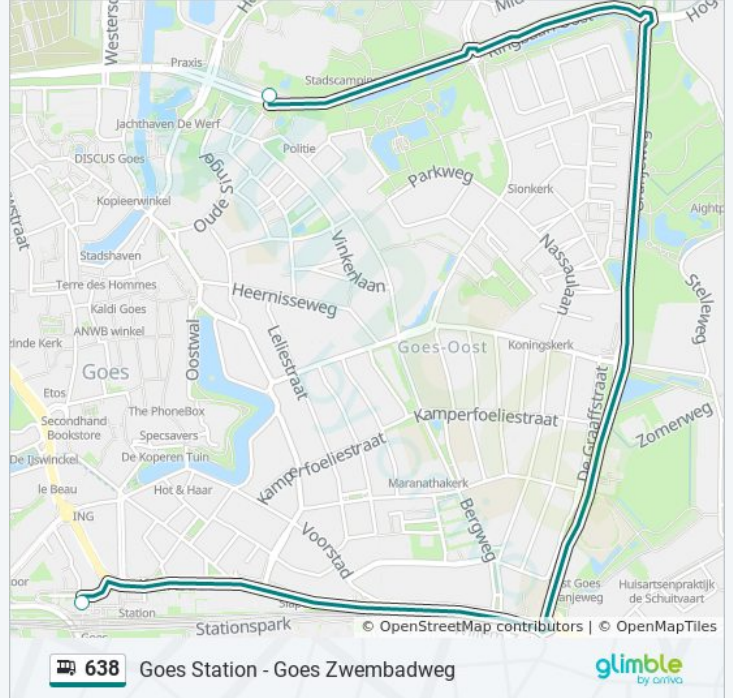 Praxis
Stadscamping
Ringbaan Oost
Jachthaven De Werf
Politie
DISCUS Goes
Singel
Oude
Parkweg
Sionkerk
Kopieerwinkel
Vinkenlaan
Nassaulaan
Stadshaven
Terre des Hommes
Heernisseweg
Stelleweg
Kaldi Goes
ANWB winkel
Oostwal
Leliestraat
Goes-Oost
Koningskerk
Goes
Etos
The PhoneBox
Kamperfoeliestraat
De Graaffstraat
Zomerweg
Secondhand
Bookstore
Specsavers
De Ijswinkel
De Koperen Tuin
Kamperfoeliestraat
Maranathakerk
le Beau
Hot & Haar
Bergweg
ING
Voorstad
Station
Huisartsenpraktijk
de Schuitvaart
Stationspark
© OpenStreetMap contributors | © OpenMapTiles
638 Goes Station - Goes Zwembadweg
glimble
by arriva